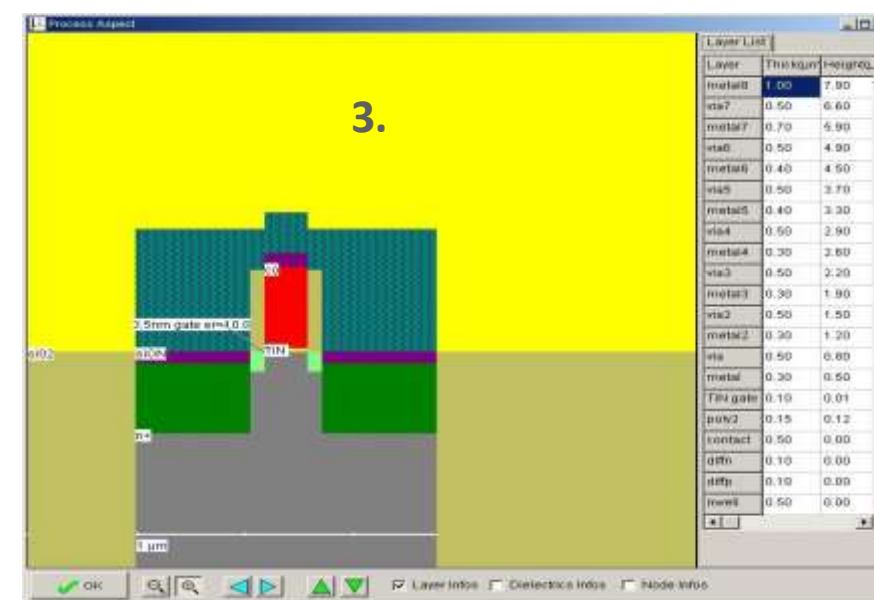 Process Aspect
Layer List
Layer
metal8 1.00 7.90
via7 0.50 6.60
metal7 0.70 5.90
via6 0.50 4.90
metal6 0.40 4.50
via5 0.50 3.70
metal5 0.40 3.30
via4 0.50 2.90
metal4 0.30 2.60
via3 0.50 2.20
metal3 0.30 1.90
via2 0.50 1.50
metal2 0.30 1.20
via 0.50 0.80
metal 0.30 0.50
TiN gate 0.10 0.01
poly2 0.15 0.12
contact 0.50 0.00
diffn 0.10 0.00
diffp 0.10 0.00
nwell 0.50 0.00
3.
TiN
SiON
n+
1 µm
OK
Layer Infos
Dielectrics Infos
Node Infos